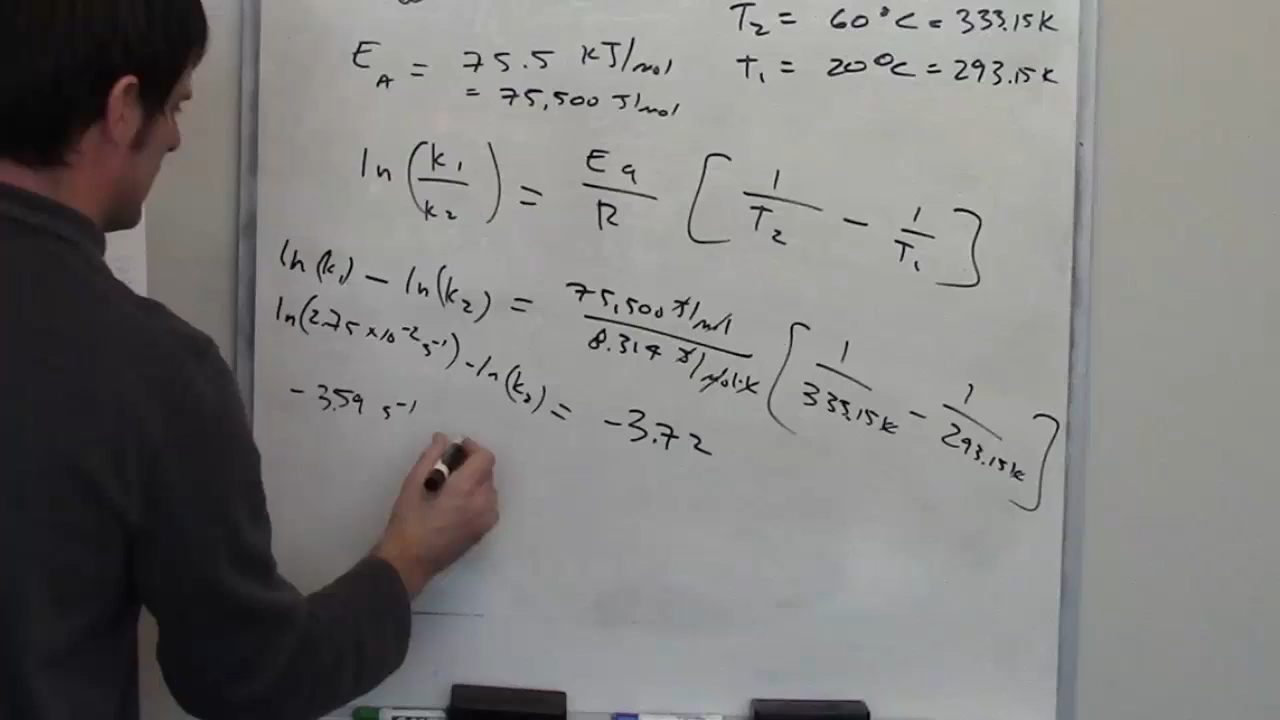 T₂ = 60°C = 333.15K
E_A = 75.5 kJ/mol
T₁ = 20°C = 293.15K
= 75,500 J/mol
ln(k₁/k₂) = Ea/R [1/T₂ - 1/T₁]
ln(k₁) - ln(k₂) = 75,500 J/mol / 8.314 J/mol·K [1/333.15K - 1/293.15K]
ln(2.75 x10⁻² s⁻¹) - ln(k₂) = -3.72
-3.59 s⁻¹